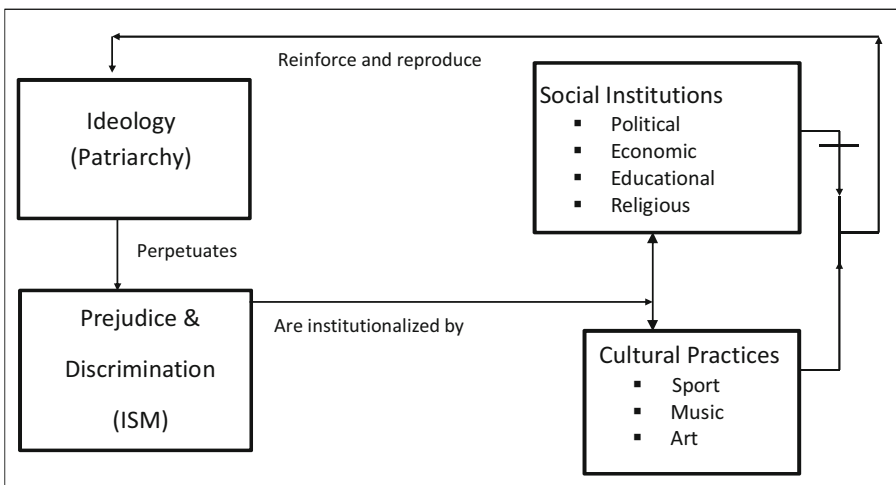 Reinforce and reproduce
Ideology
(Patriarchy)
Perpetuates
Prejudice &
Discrimination
(ISM)
Are institutionalized by
Social Institutions
▪ Political
▪ Economic
▪ Educational
▪ Religious
Cultural Practices
▪ Sport
▪ Music
▪ Art